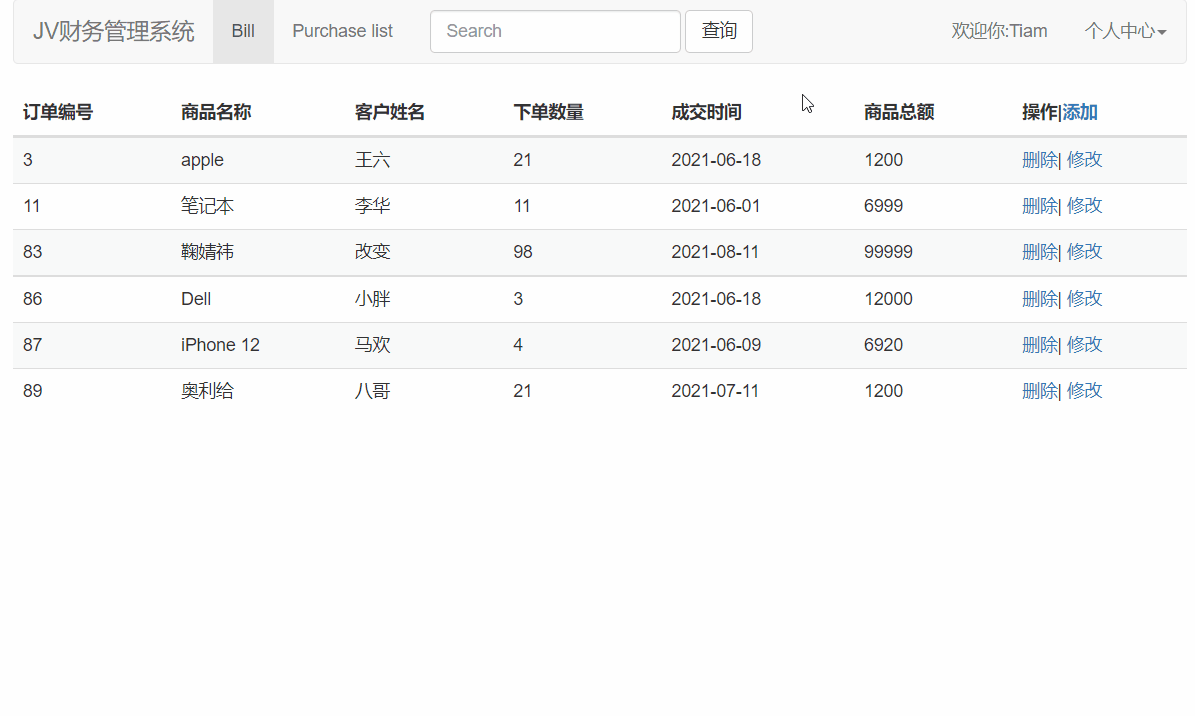 JV财务管理系统 Bill Purchase list Search 查询 欢迎你:Tiam 个人中心
订单编号 商品名称 客户姓名 下单数量 成交时间 商品总额 操作|添加
3 apple 王六 21 2021-06-18 1200 删除| 修改
11 笔记本 李华 11 2021-06-01 6999 删除| 修改
83 鞠婧祎 改变 98 2021-08-11 99999 删除| 修改
86 Dell 小胖 3 2021-06-18 12000 删除| 修改
87 iPhone 12 马欢 4 2021-06-09 6920 删除| 修改
89 奥利给 八哥 21 2021-07-11 1200 删除| 修改